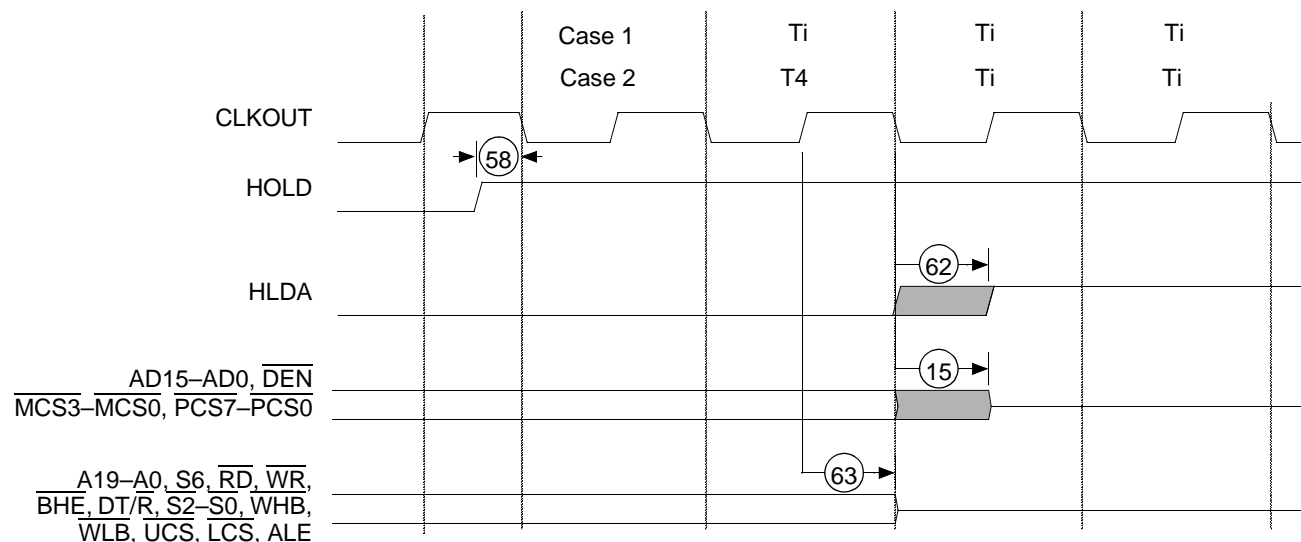 Case 1 Ti Ti Ti
Case 2 T4 Ti Ti
CLKOUT
58
HOLD
62
HLDA
15
AD15–AD0, DEN
MCS3–MCS0, PCS7–PCS0
63
A19–A0, S6, RD, WR,
BHE, DT/R, S2–S0, WHB,
WLB, UCS, LCS, ALE